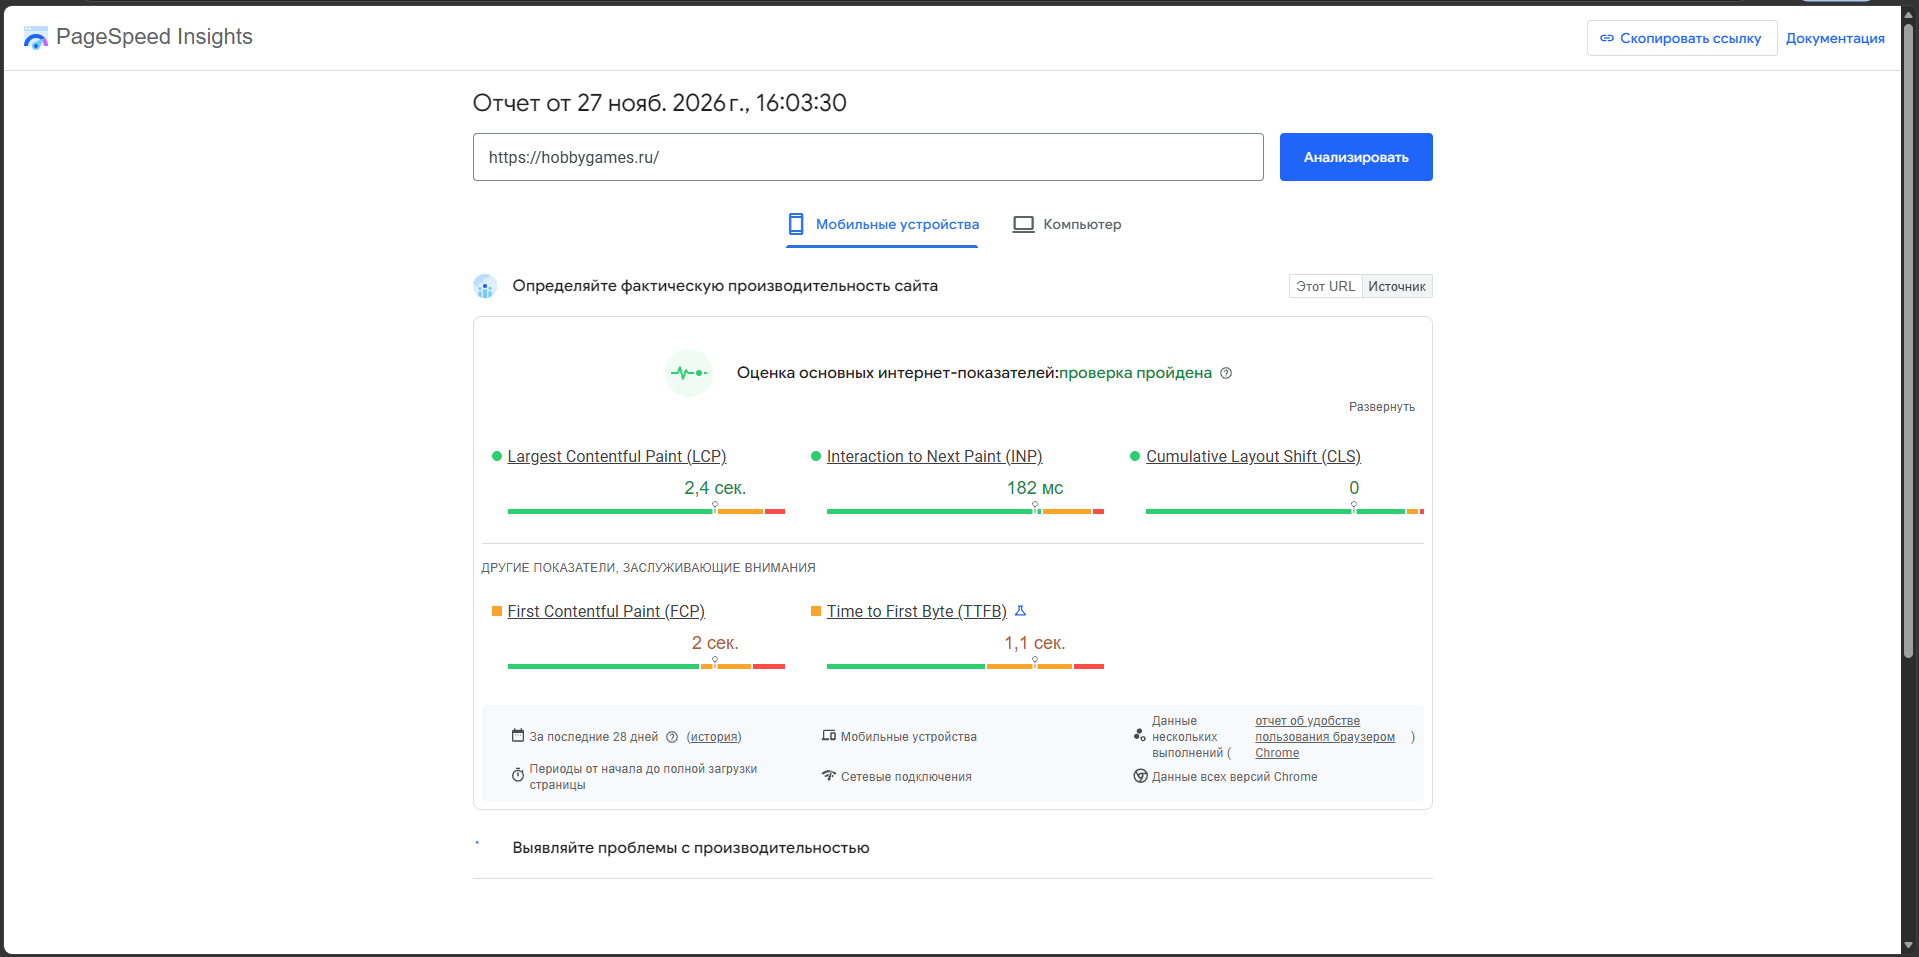 PageSpeed Insights
Скопировать ссылку
Документация
Отчет от 27 нояб. 2026 г., 16:03:30
https://hobbygames.ru/
Анализировать
Мобильные устройства
Компьютер
Определяйте фактическую производительность сайта
Этот URL
Источник
Оценка основных интернет-показателей:проверка пройдена
Развернуть
Largest Contentful Paint (LCP)
2,4 сек.
Interaction to Next Paint (INP)
182 мс
Cumulative Layout Shift (CLS)
0
ДРУГИЕ ПОКАЗАТЕЛИ, ЗАСЛУЖИВАЮЩИЕ ВНИМАНИЯ
First Contentful Paint (FCP)
2 сек.
Time to First Byte (TTFB)
1,1 сек.
За последние 28 дней (история)
Мобильные устройства
Данные
нескольких
выполнений (
отчет об удобстве
пользования браузером
Chrome
)
Периоды от начала до полной загрузки
страницы
Сетевые подключения
Данные всех версий Chrome
Выявляйте проблемы с производительностью